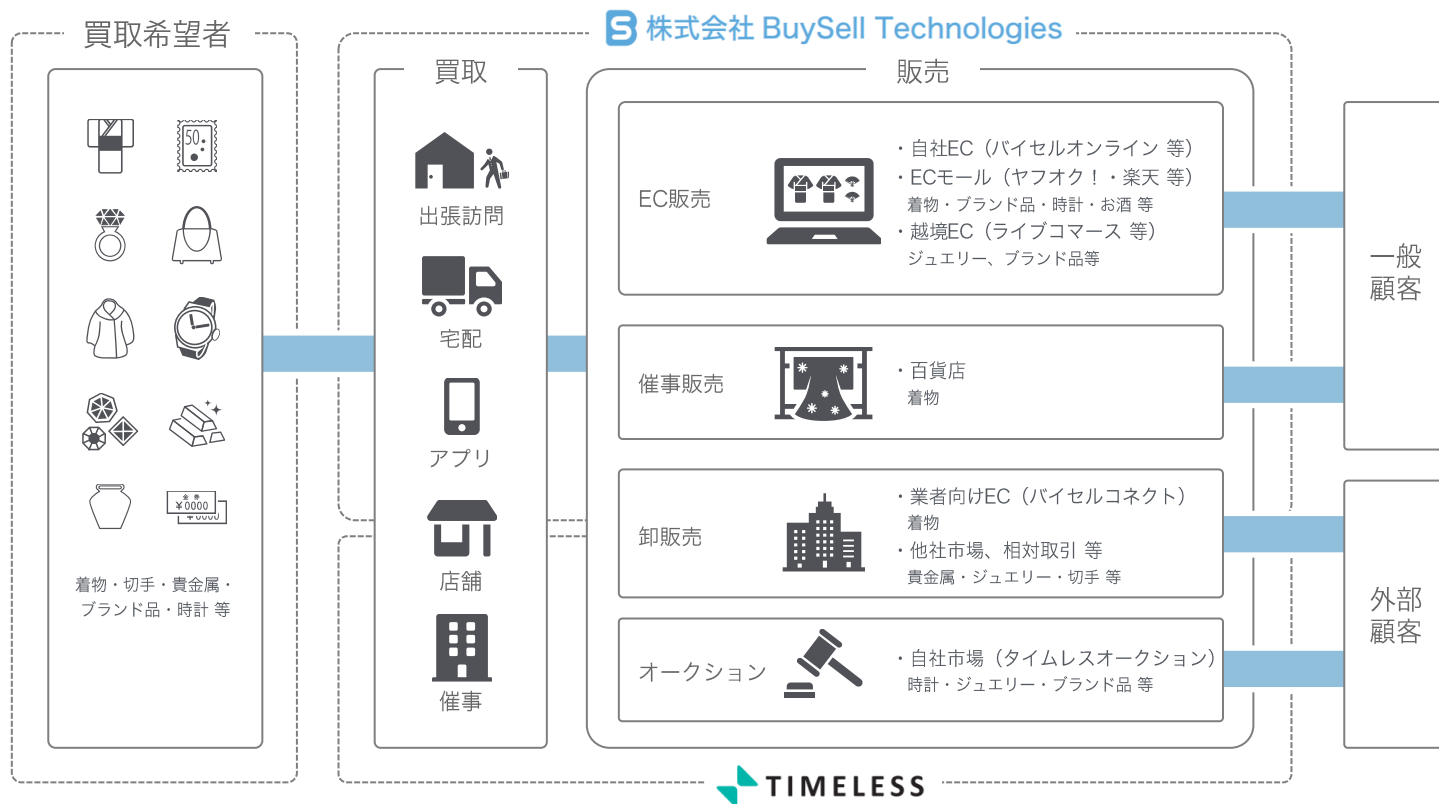 買取希望者
50
金券
¥0000
¥0000
着物・切手・貴金属・
ブランド品・時計 等
S 株式会社 BuySell Technologies
買取
出張訪問
宅配
アプリ
店舗
催事
販売
EC販売
・自社EC（バイセルオンライン 等）
・ECモール（ヤフオク！・楽天 等）
着物・ブランド品・時計・お酒 等
・越境EC（ライブコマース 等）
ジュエリー、ブランド品等
催事販売
・百貨店
着物
卸販売
・業者向けEC（バイセルコネクト）
着物
・他社市場、相対取引 等
貴金属・ジュエリー・切手 等
オークション
・自社市場（タイムレスオークション）
時計・ジュエリー・ブランド品 等
一般
顧客
外部
顧客
TIMELESS